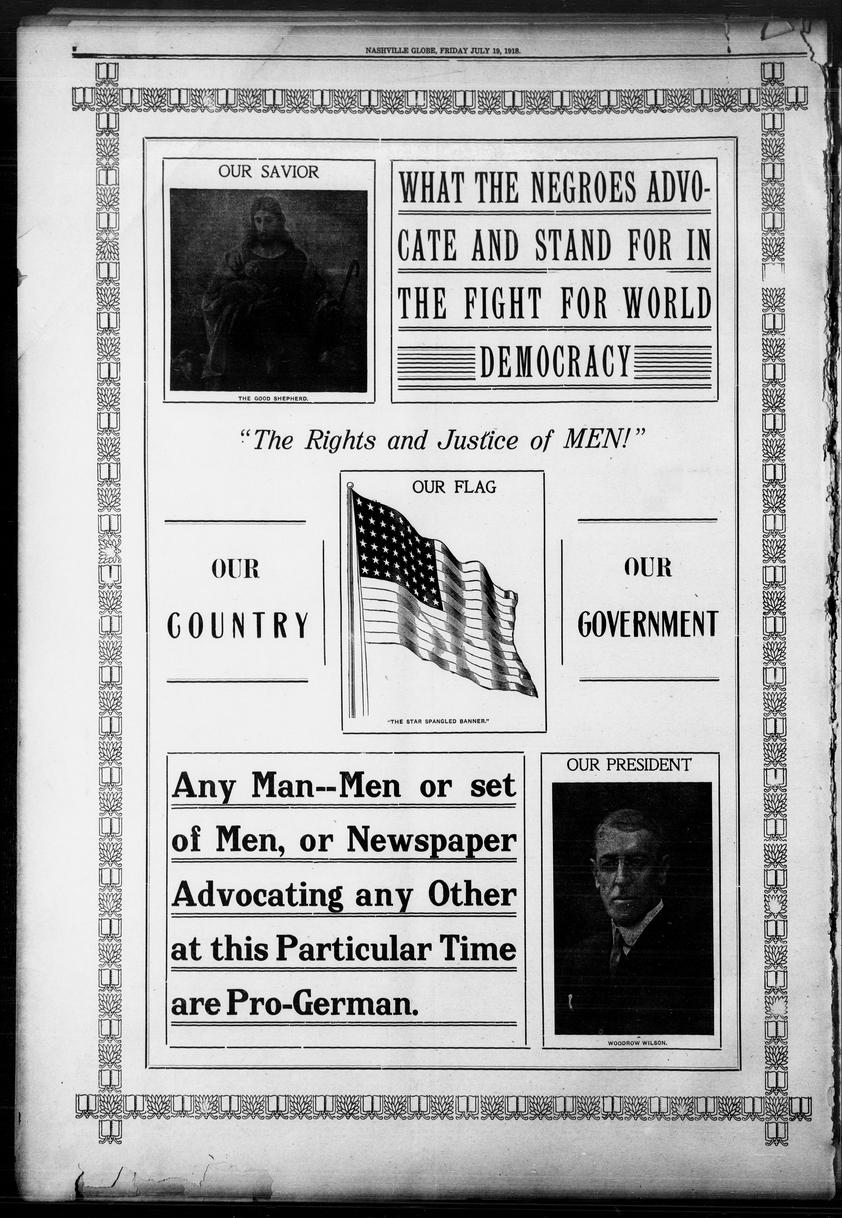 NASHVILLE GLOBE, FRIDAY JULY 19, 1918.
OUR SAVIOR
THE GOOD SHEPHERD.
WHAT THE NEGROES ADVO-
CATE AND STAND FOR IN
THE FIGHT FOR WORLD
DEMOCRACY
“The Rights and Justice of MEN!”
OUR
COUNTRY
OUR FLAG
“THE STAR SPANGLED BANNER.”
OUR
GOVERNMENT
Any Man--Men or set
of Men, or Newspaper
Advocating any Other
at this Particular Time
are Pro-German.
OUR PRESIDENT
WOODROW WILSON.